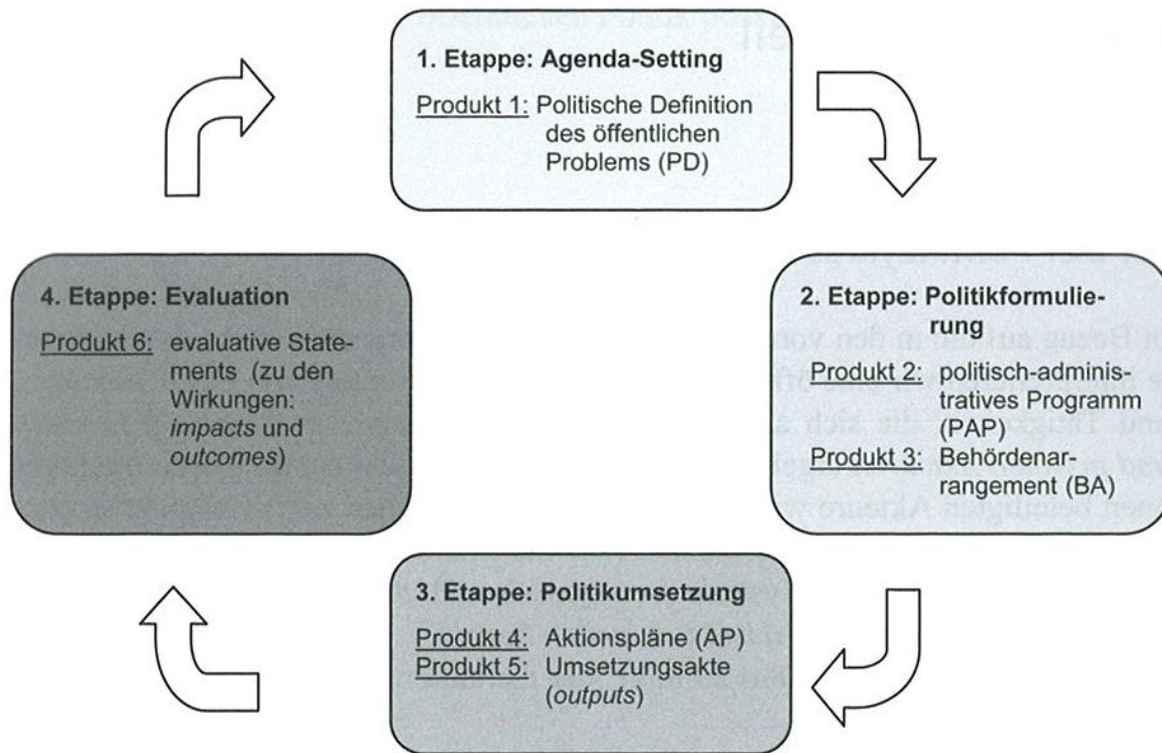 1. Etappe: Agenda-Setting
Produkt 1: Politische Definition
des öffentlichen
Problems (PD)
2. Etappe: Politikformulie-
rung
Produkt 2: politisch-adminis-
tratives Programm
(PAP)
Produkt 3: Behördenar-
rangement (BA)
3. Etappe: Politikumsetzung
Produkt 4: Aktionspläne (AP)
Produkt 5: Umsetzungsakte
(outputs)
4. Etappe: Evaluation
Produkt 6: evaluative State-
ments (zu den
Wirkungen:
impacts und
outcomes)